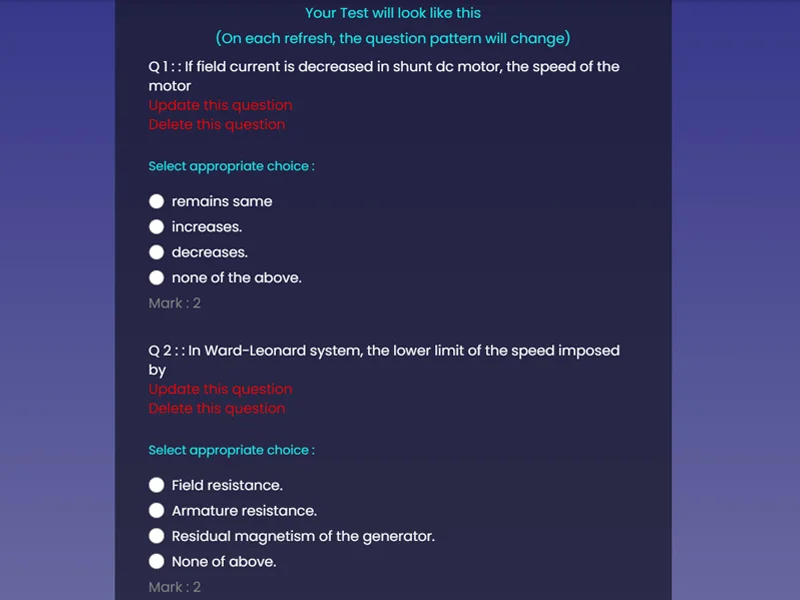 Your Test will look like this
(On each refresh, the question pattern will change)
Q 1 : : If field current is decreased in shunt dc motor, the speed of the
motor
Update this question
Delete this question
Select appropriate choice :
remains same
increases.
decreases.
none of the above.
Mark : 2
Q 2 : : In Ward-Leonard system, the lower limit of the speed imposed
by
Update this question
Delete this question
Select appropriate choice :
Field resistance.
Armature resistance.
Residual magnetism of the generator.
None of above.
Mark : 2